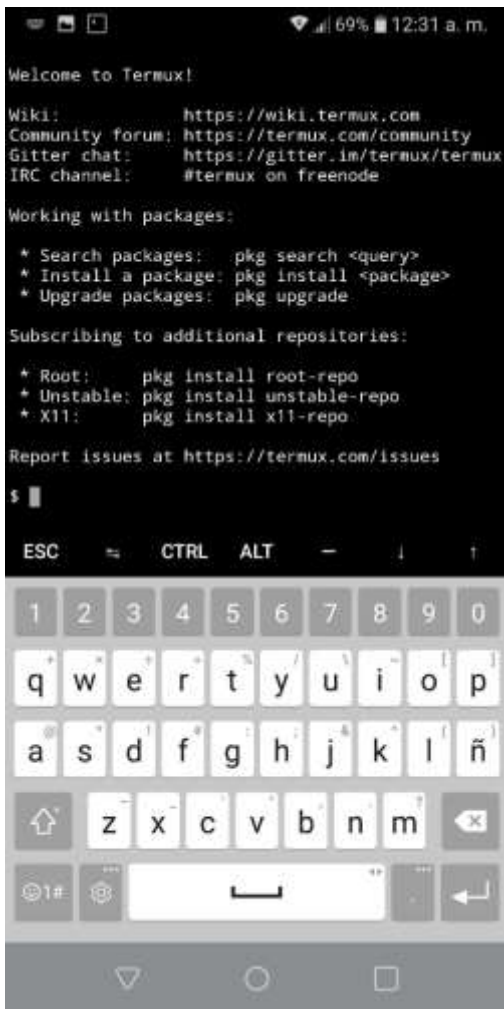 69% 12:31 a. m.
Welcome to Termux!
Wiki: https://wiki.termux.com
Community forum: https://termux.com/community
Gitter chat: https://gitter.im/termux/termux
IRC channel: #termux on freenode
Working with packages:
* Search packages: pkg search <query>
* Install a package: pkg install <package>
* Upgrade packages: pkg upgrade
Subscribing to additional repositories:
* Root: pkg install root-repo
* Unstable: pkg install unstable-repo
* X11: pkg install x11-repo
Report issues at https://termux.com/issues
$
ESC CTRL ALT – ↓ ↑
1 2 3 4 5 6 7 8 9 0
q w e r t y u i o p
a s d f g h j k l ñ
z x c v b n m
1# .